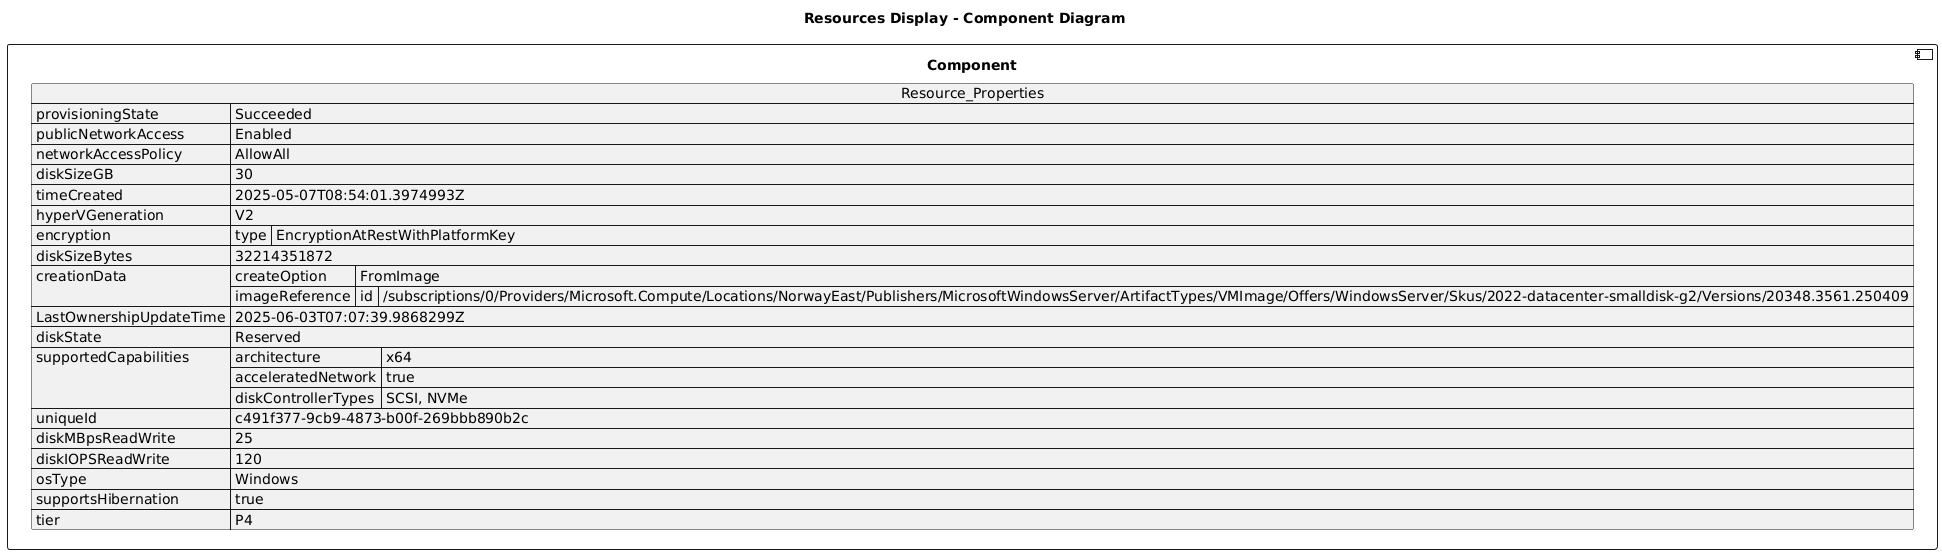 Resources Display - Component Diagram
Component
Resource_Properties
provisioningState Succeeded
publicNetworkAccess Enabled
networkAccessPolicy AllowAll
diskSizeGB 30
timeCreated 2025-05-07T08:54:01.3974993Z
hyperVGeneration V2
encryption type EncryptionAtRestWithPlatformKey
diskSizeBytes 32214351872
creationData createOption FromImage
imageReference id /subscriptions/0/Providers/Microsoft.Compute/Locations/NorwayEast/Publishers/MicrosoftWindowsServer/ArtifactTypes/VMImage/Offers/WindowsServer/Skus/2022-datacenter-smalldisk-g2/Versions/20348.3561.250409
LastOwnershipUpdateTime 2025-06-03T07:07:39.9868299Z
diskState Reserved
supportedCapabilities architecture x64
acceleratedNetwork true
diskControllerTypes SCSI, NVMe
uniqueId c491f377-9cb9-4873-b00f-269bbb890b2c
diskMBpsReadWrite 25
diskIOPSReadWrite 120
osType Windows
supportsHibernation true
tier P4